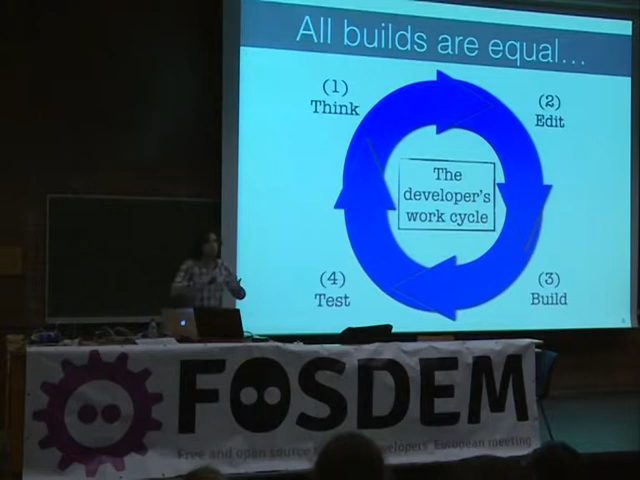 All builds are equal…
(1)
Think
(2)
Edit
The
developer's
work cycle
(4)
Test
(3)
Build
FOSDEM
Free and open source developers' European meeting